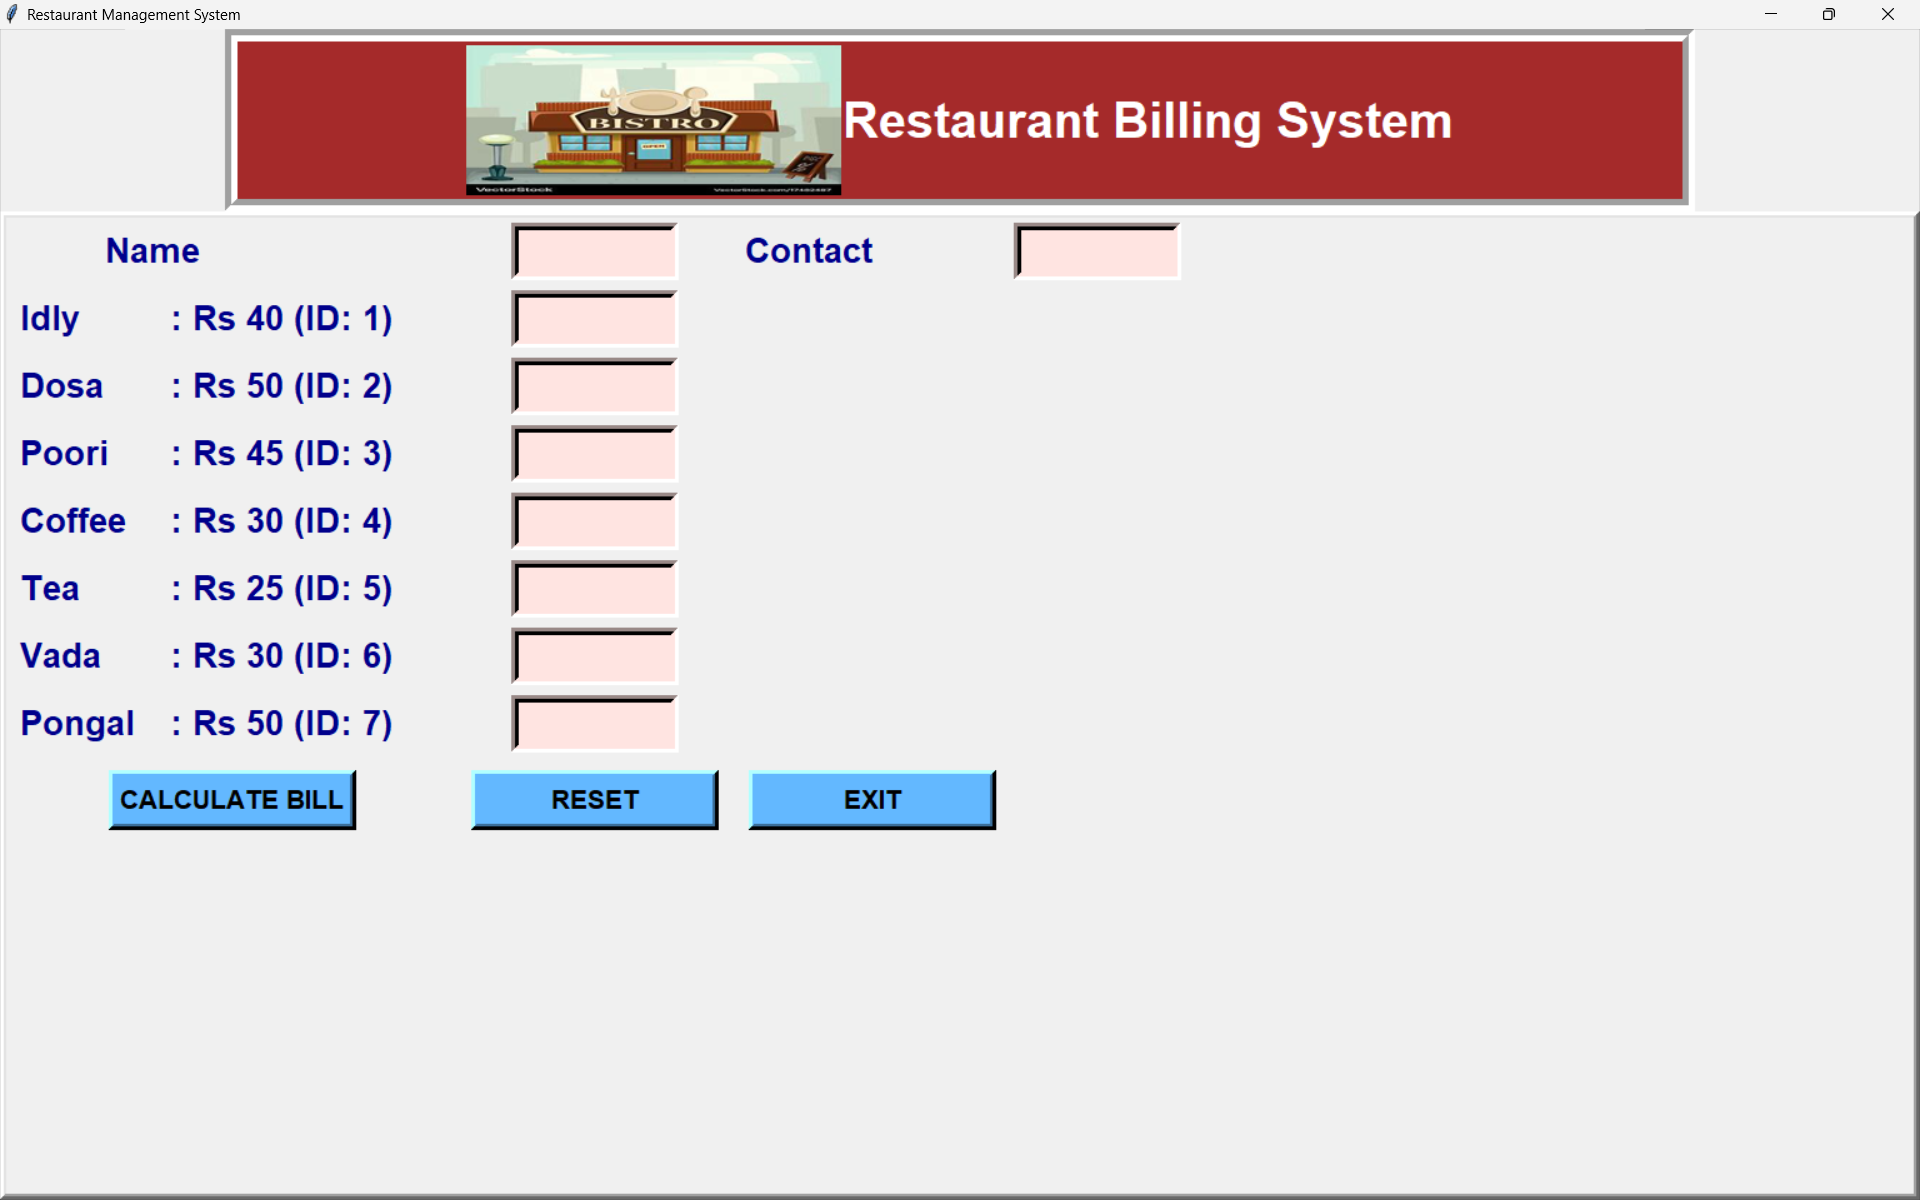 Restaurant Management System
BISTRO
OPEN
VectorStock
VectorStock.com/17482487
Restaurant Billing System
Name
Contact
Idly : Rs 40 (ID: 1)
Dosa : Rs 50 (ID: 2)
Poori : Rs 45 (ID: 3)
Coffee : Rs 30 (ID: 4)
Tea : Rs 25 (ID: 5)
Vada : Rs 30 (ID: 6)
Pongal : Rs 50 (ID: 7)
CALCULATE BILL
RESET
EXIT